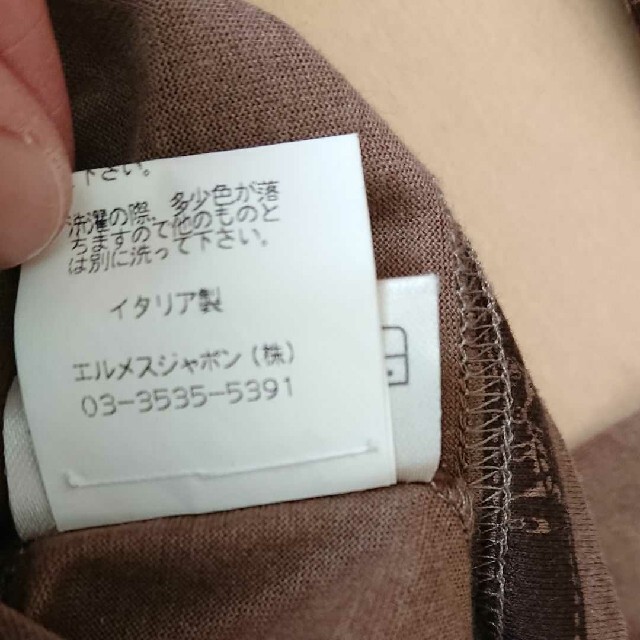 下さい。
洗濯の際、多少色が落
ちますので他のものと
は別に洗って下さい。
イタリア製
エルメスジャポン(株)
03-3535-5391